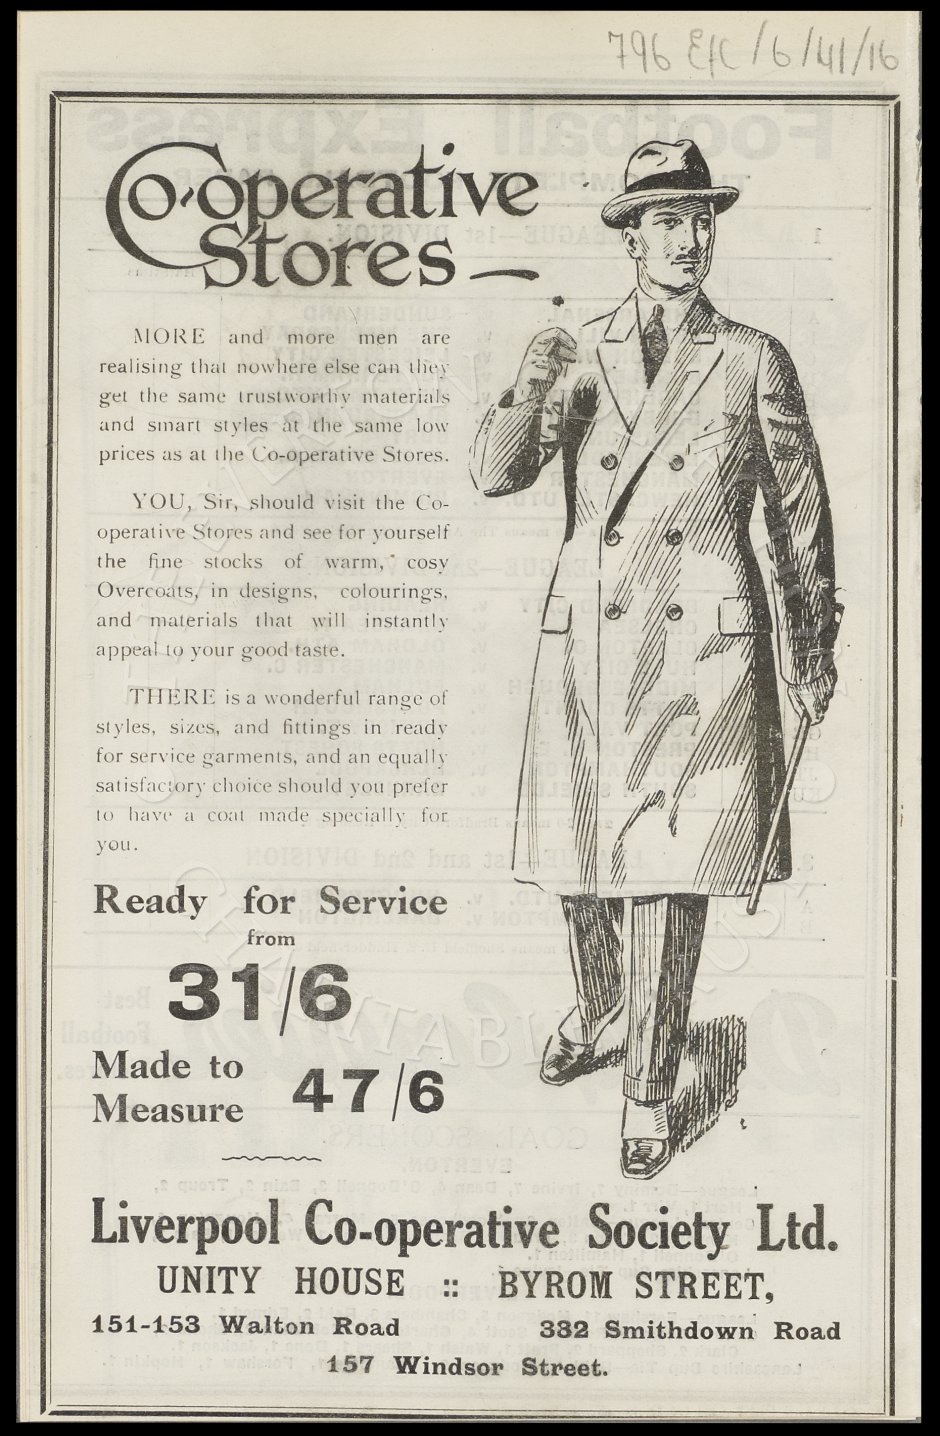 796 EFC/6/41/16
Co-operative
Stores—
MORE and more men are
realising that nowhere else can they
get the same trustworthy materials
and smart styles at the same low
prices as at the Co-operative Stores.
YOU, Sir, should visit the Co-
operative Stores and see for yourself
the fine stocks of warm, cosy
Overcoats, in designs, colourings,
and materials that will instantly
appeal to your good taste.
THERE is a wonderful range of
styles, sizes, and fittings in ready
for service garments, and an equally
satisfactory choice should you prefer
to have a coat made specially for
you.
Ready for Service
from
31/6
Made to
Measure 47/6
Liverpool Co-operative Society Ltd.
UNITY HOUSE :: BYROM STREET,
151-153 Walton Road 332 Smithdown Road
157 Windsor Street.